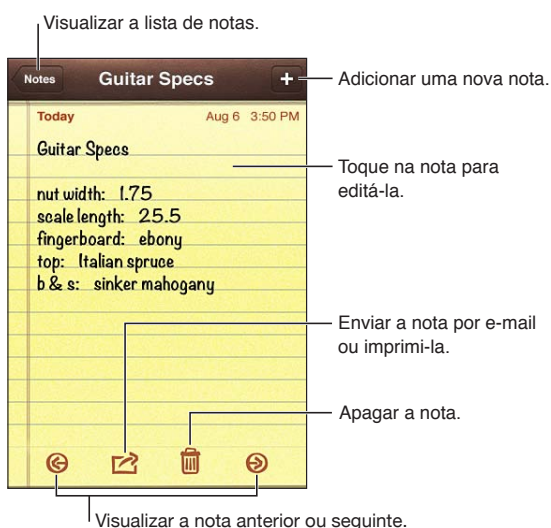 Visualizar a lista de notas.
Notes
Guitar Specs
+
Adicionar uma nova nota.
Today
Aug 6 3:50 PM
Guitar Specs
Toque na nota para
editá-la.
nut width: 1.75
scale length: 25.5
fingerboard: ebony
top: Italian spruce
b & s: sinker mahogany
Enviar a nota por e-mail
ou imprimi-la.
Apagar a nota.
Visualizar a nota anterior ou seguinte.